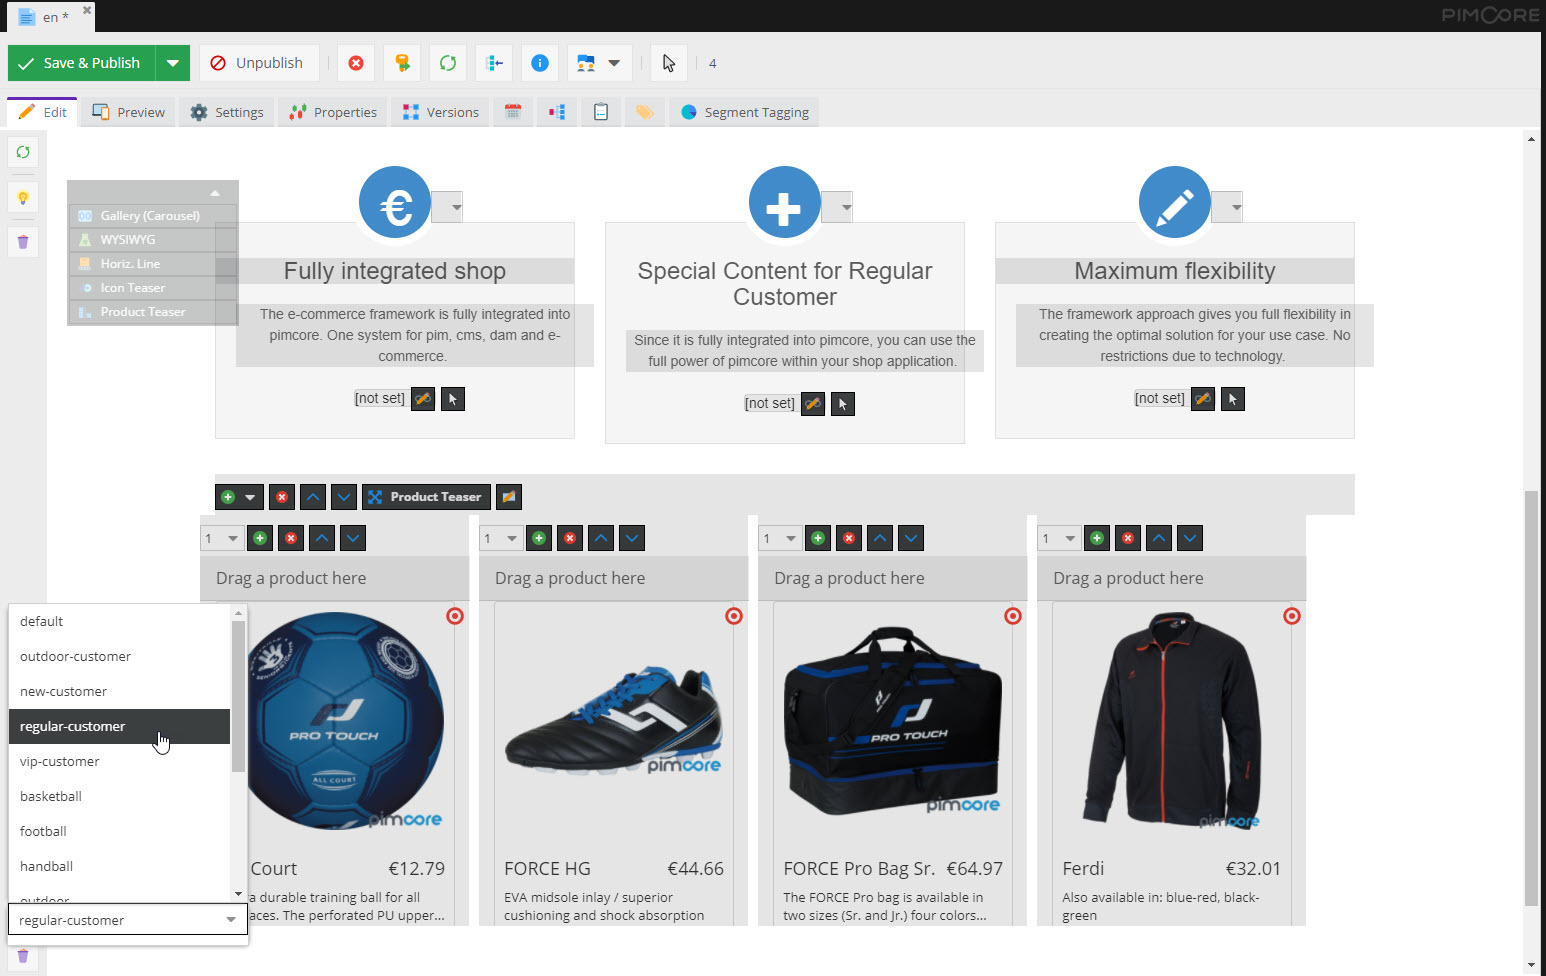 en *
PIMCORE
Save & Publish
Unpublish
4
Edit
Preview
Settings
Properties
Versions
Segment Tagging
Gallery (Carousel)
WYSIWYG
Horiz. Line
Icon Teaser
Product Teaser
€
Fully integrated shop
The e-commerce framework is fully integrated into
pimcore. One system for pim, cms, dam and e-
commerce.
[not set]
Special Content for Regular
Customer
Since it is fully integrated into pimcore, you can use the
full power of pimcore within your shop application.
[not set]
Maximum flexibility
The framework approach gives you full flexibility in
creating the optimal solution for your use case. No
restrictions due to technology.
[not set]
Product Teaser
1
1
1
1
Drag a product here
Drag a product here
Drag a product here
Drag a product here
default
outdoor-customer
new-customer
regular-customer
vip-customer
basketball
football
handball
outdoor
regular-customer
PRO TOUCH
ALL COURT
pimcore
Court €12.79
a durable training ball for all
aces. The perforated PU upper...
pimcore
FORCE HG €44.66
EVA midsole inlay / superior
cushioning and shock absorption
PRO TOUCH
pimcore
FORCE Pro Bag Sr. €64.97
The FORCE Pro bag is available in
two sizes (Sr. and Jr.) four colors...
pimcore
Ferdi €32.01
Also available in: blue-red, black-
green